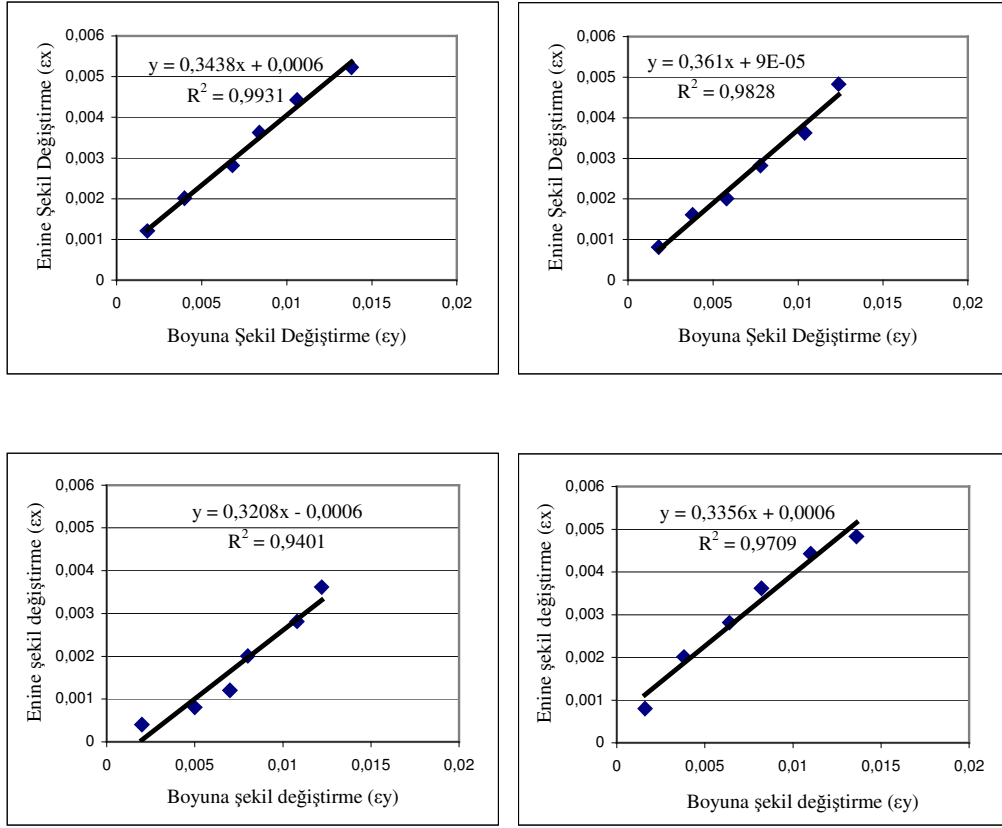 0,006
0,005
0,004
0,003
0,002
0,001
0
y = 0,3438x + 0,0006
R² = 0,9931
0 0,005 0,01 0,015 0,02
Boyuna Şekil Değiştirme (εy)
Enine Şekil Değiştirme (εx)
0,006
0,005
0,004
0,003
0,002
0,001
0
y = 0,361x + 9E-05
R² = 0,9828
0 0,005 0,01 0,015 0,02
Boyuna Şekil Değiştirme (εy)
Enine Şekil Değiştirme (εx)
0,006
0,005
0,004
0,003
0,002
0,001
0
y = 0,3208x - 0,0006
R² = 0,9401
0 0,005 0,01 0,015 0,02
Boyuna şekil değiştirme (εy)
Enine şekil değiştirme (εx)
0,006
0,005
0,004
0,003
0,002
0,001
0
y = 0,3356x + 0,0006
R² = 0,9709
0 0,005 0,01 0,015 0,02
Boyuna şekil değiştirme (εy)
Enine şekil değiştirme (εx)